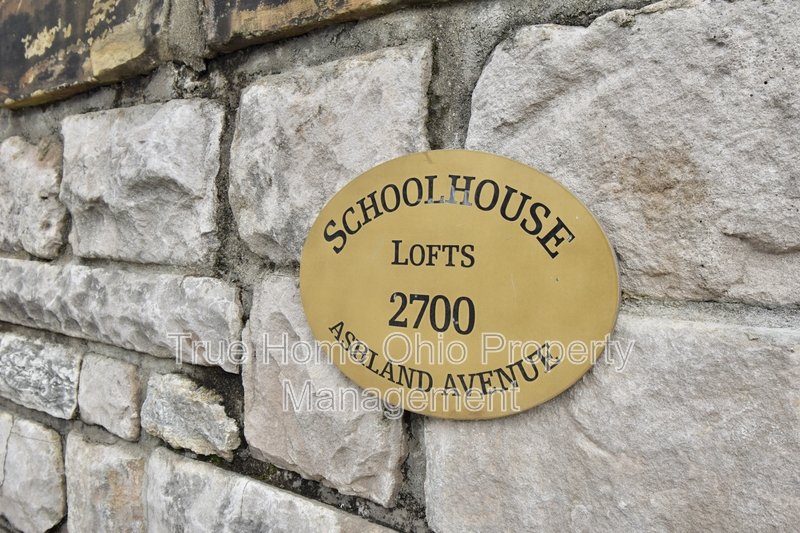 SCHOOLHOUSE
LOFTS
2700
ASHLAND AVENUE
True Home Ohio Property
Management